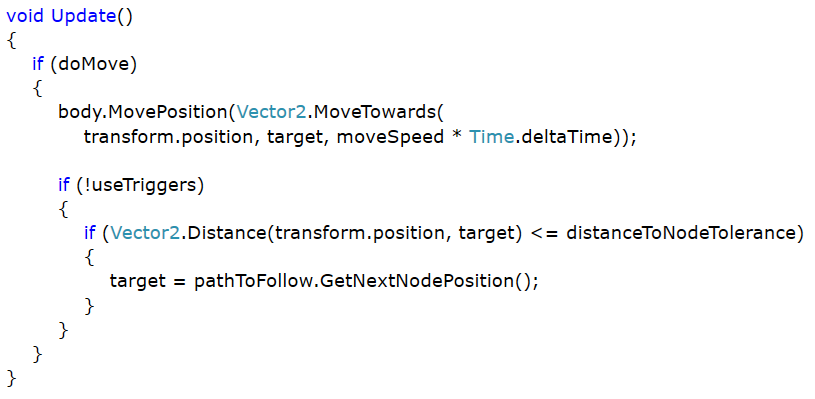 void Update()
{
if (doMove)
{
body.MovePosition(Vector2.MoveTowards(
transform.position, target, moveSpeed * Time.deltaTime));
if (!useTriggers)
{
if (Vector2.Distance(transform.position, target) <= distanceToNodeTolerance)
{
target = pathToFollow.GetNextNodePosition();
}
}
}
}